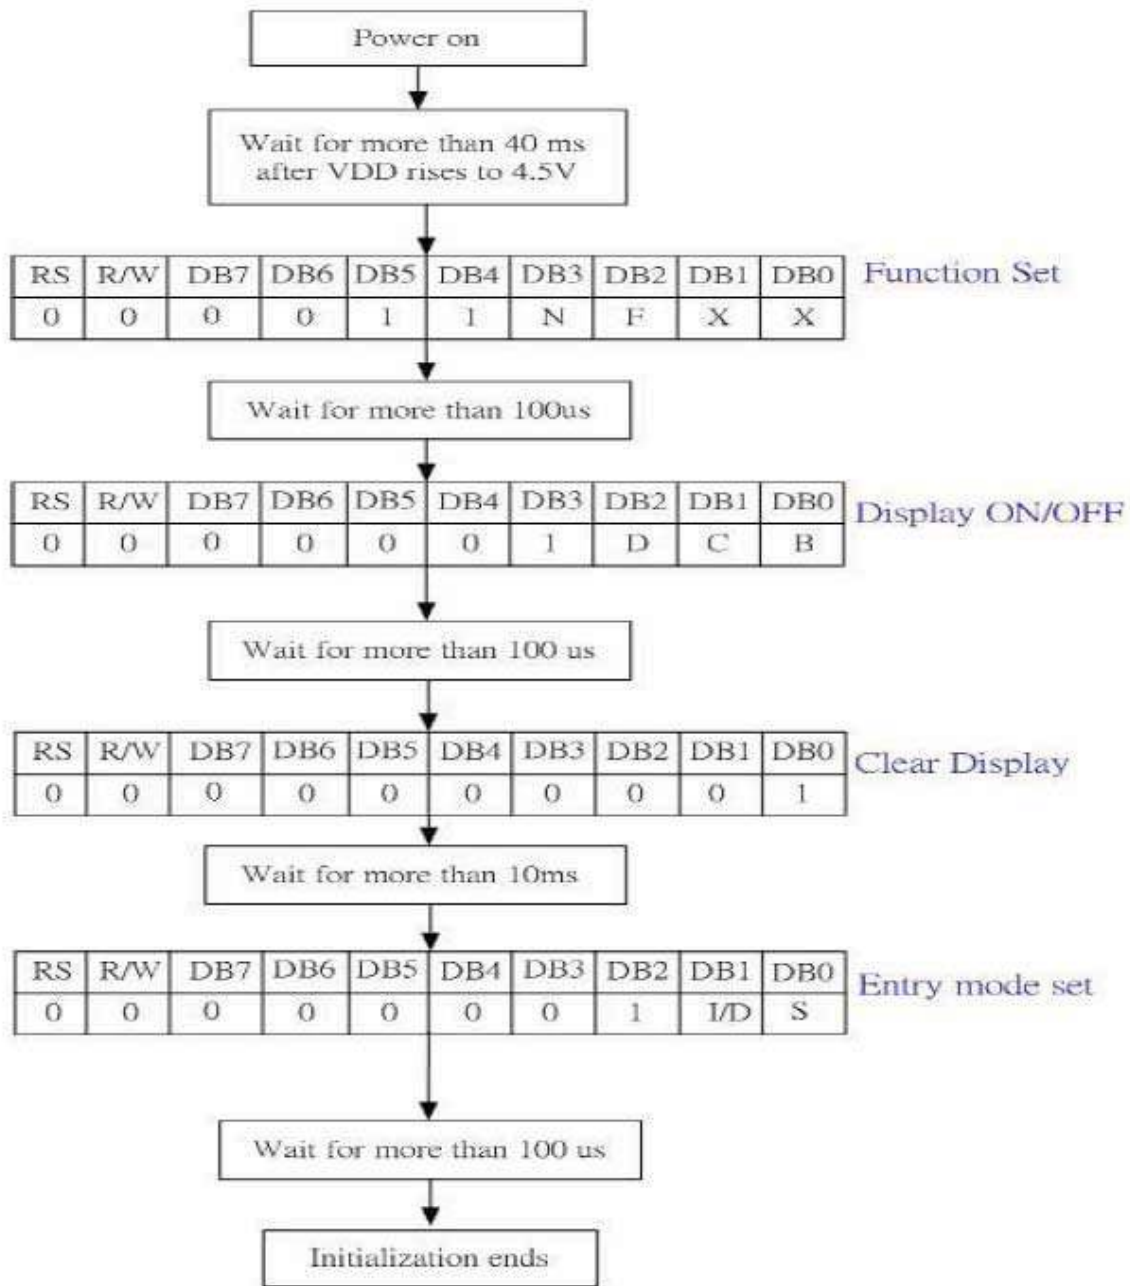 Power on
Wait for more than 40 ms
after VDD rises to 4.5V
RS R/W DB7 DB6 DB5 DB4 DB3 DB2 DB1 DB0 Function Set
0 0 0 0 1 1 N F X X
Wait for more than 100us
RS R/W DB7 DB6 DB5 DB4 DB3 DB2 DB1 DB0 Display ON/OFF
0 0 0 0 0 0 1 D C B
Wait for more than 100 us
RS R/W DB7 DB6 DB5 DB4 DB3 DB2 DB1 DB0 Clear Display
0 0 0 0 0 0 0 0 0 1
Wait for more than 10ms
RS R/W DB7 DB6 DB5 DB4 DB3 DB2 DB1 DB0 Entry mode set
0 0 0 0 0 0 0 1 I/D S
Wait for more than 100 us
Initialization ends